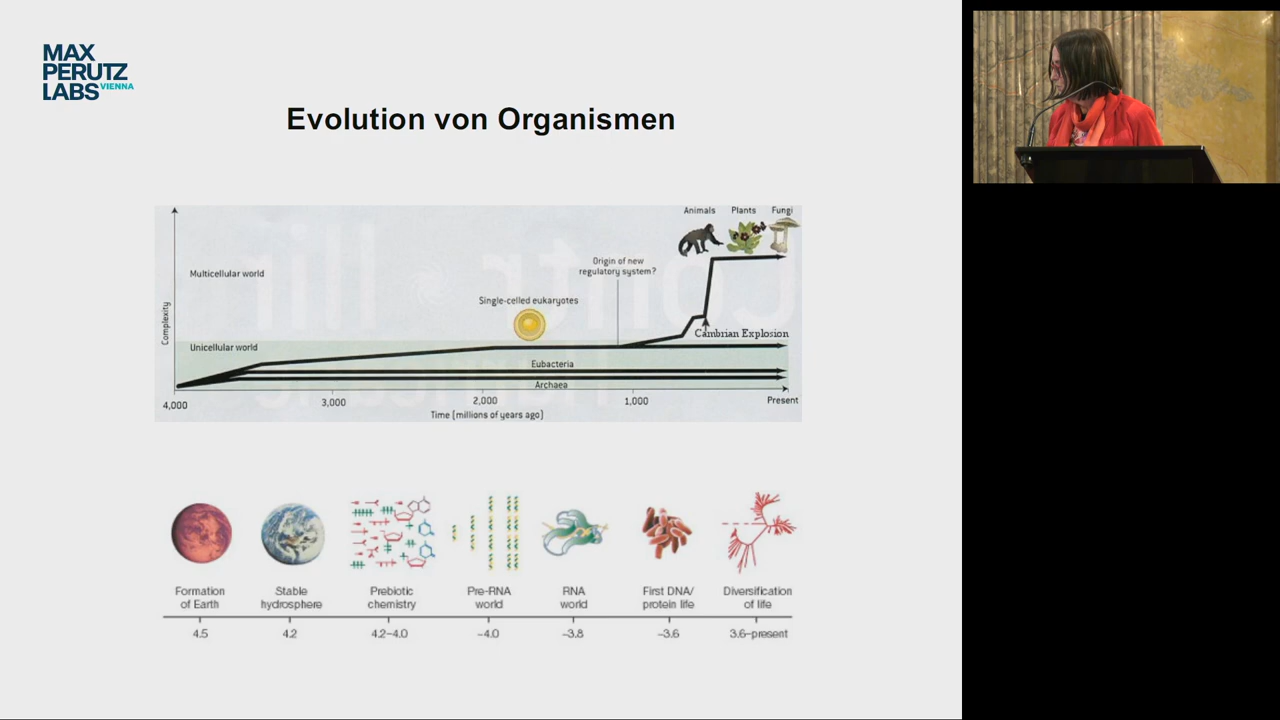 MAX
PERUTZ
LABS VIENNA
Evolution von Organismen
Animals Plants Fungi
Origin of new
regulatory system?
Multicellular world
Single-celled eukaryotes
Complexity
Cambrian Explosion
Unicellular world
Eubacteria
Archaea
4,000 3,000 2,000 1,000 Present
Time (millions of years ago)
Formation
of Earth
Stable
hydrosphere
Prebiotic
chemistry
Pre-RNA
world
RNA
world
First DNA/
protein life
Diversification
of life
4.5 4.2 4.2–4.0 ~4.0 ~3.8 ~3.6 3.6–present